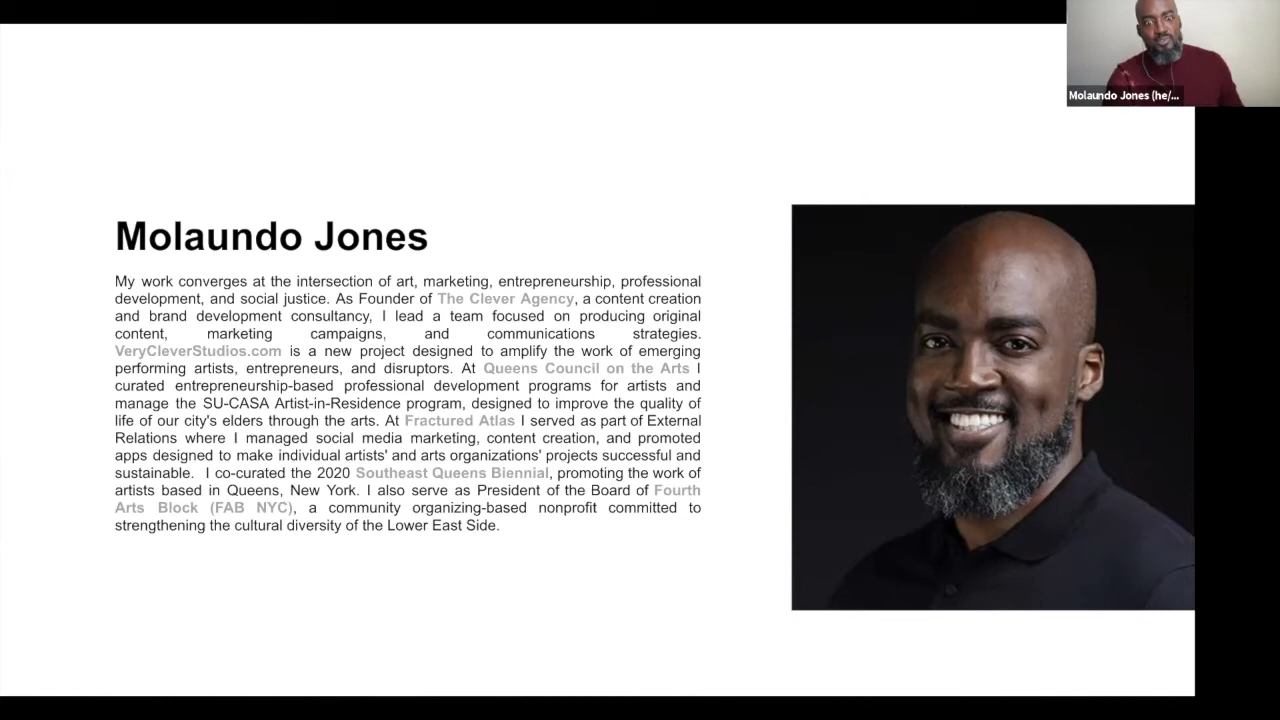 Molaundo Jones (he/...
Molaundo Jones
My work converges at the intersection of art, marketing, entrepreneurship, professional
development, and social justice. As Founder of The Clever Agency, a content creation
and brand development consultancy, I lead a team focused on producing original
content, marketing campaigns, and communications strategies.
VeryCleverStudios.com is a new project designed to amplify the work of emerging
performing artists, entrepreneurs, and disruptors. At Queens Council on the Arts I
curated entrepreneurship-based professional development programs for artists and
manage the SU-CASA Artist-in-Residence program, designed to improve the quality of
life of our city's elders through the arts. At Fractured Atlas I served as part of External
Relations where I managed social media marketing, content creation, and promoted
apps designed to make individual artists' and arts organizations' projects successful and
sustainable.  I co-curated the 2020 Southeast Queens Biennial, promoting the work of
artists based in Queens, New York. I also serve as President of the Board of Fourth
Arts Block (FAB NYC), a community organizing-based nonprofit committed to
strengthening the cultural diversity of the Lower East Side.